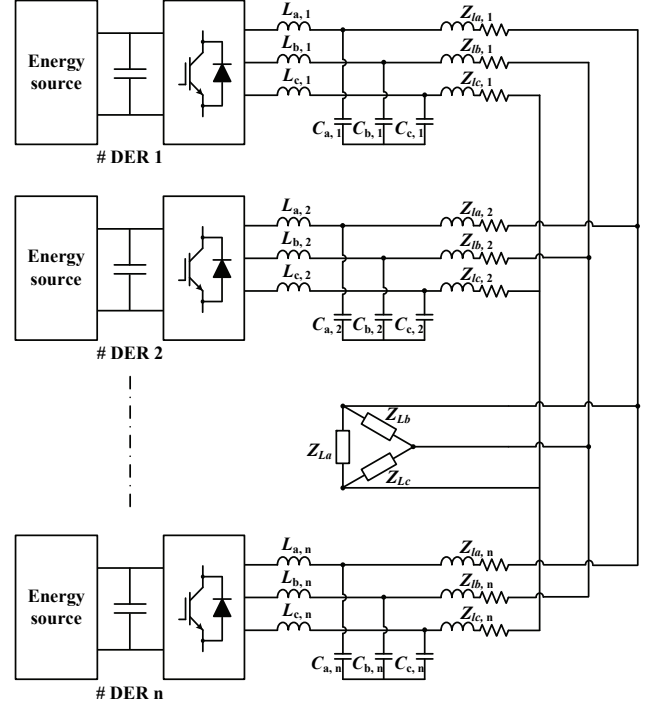 L_a, 1
Z_la, 1
L_b, 1
Z_lb, 1
L_c, 1
Z_lc, 1
Energy
source
C_a, 1
C_b, 1
C_c, 1
# DER 1
L_a, 2
Z_la, 2
L_b, 2
Z_lb, 2
L_c, 2
Z_lc, 2
Energy
source
C_a, 2
C_b, 2
C_c, 2
# DER 2
Z_Lb
Z_La
Z_Lc
L_a, n
Z_la, n
L_b, n
Z_lb, n
L_c, n
Z_lc, n
Energy
source
C_a, n
C_b, n
C_c, n
# DER n